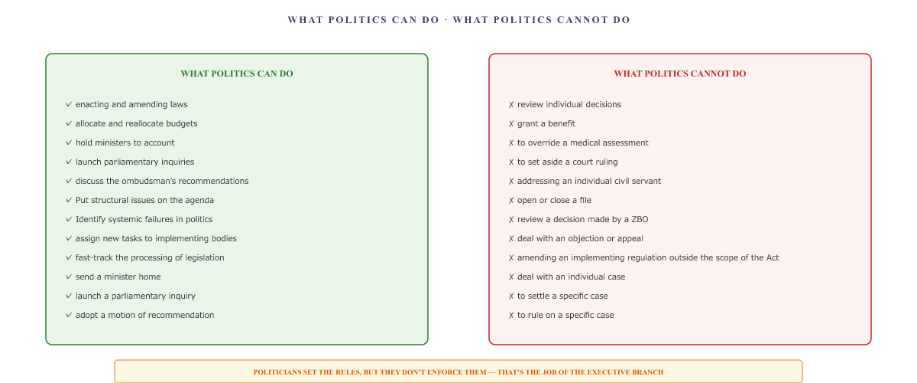 WHAT POLITICS CAN DO · WHAT POLITICS CANNOT DO
WHAT POLITICS CAN DO
✓ enacting and amending laws
✓ allocate and reallocate budgets
✓ hold ministers to account
✓ launch parliamentary inquiries
✓ discuss the ombudsman's recommendations
✓ Put structural issues on the agenda
✓ Identify systemic failures in politics
✓ assign new tasks to implementing bodies
✓ fast-track the processing of legislation
✓ send a minister home
✓ launch a parliamentary inquiry
✓ adopt a motion of recommendation
WHAT POLITICS CANNOT DO
✗ review individual decisions
✗ grant a benefit
✗ to override a medical assessment
✗ to set aside a court ruling
✗ addressing an individual civil servant
✗ open or close a file
✗ review a decision made by a ZBO
✗ deal with an objection or appeal
✗ amending an implementing regulation outside the scope of the Act
✗ deal with an individual case
✗ to settle a specific case
✗ to rule on a specific case
POLITICIANS SET THE RULES, BUT THEY DON'T ENFORCE THEM — THAT'S THE JOB OF THE EXECUTIVE BRANCH